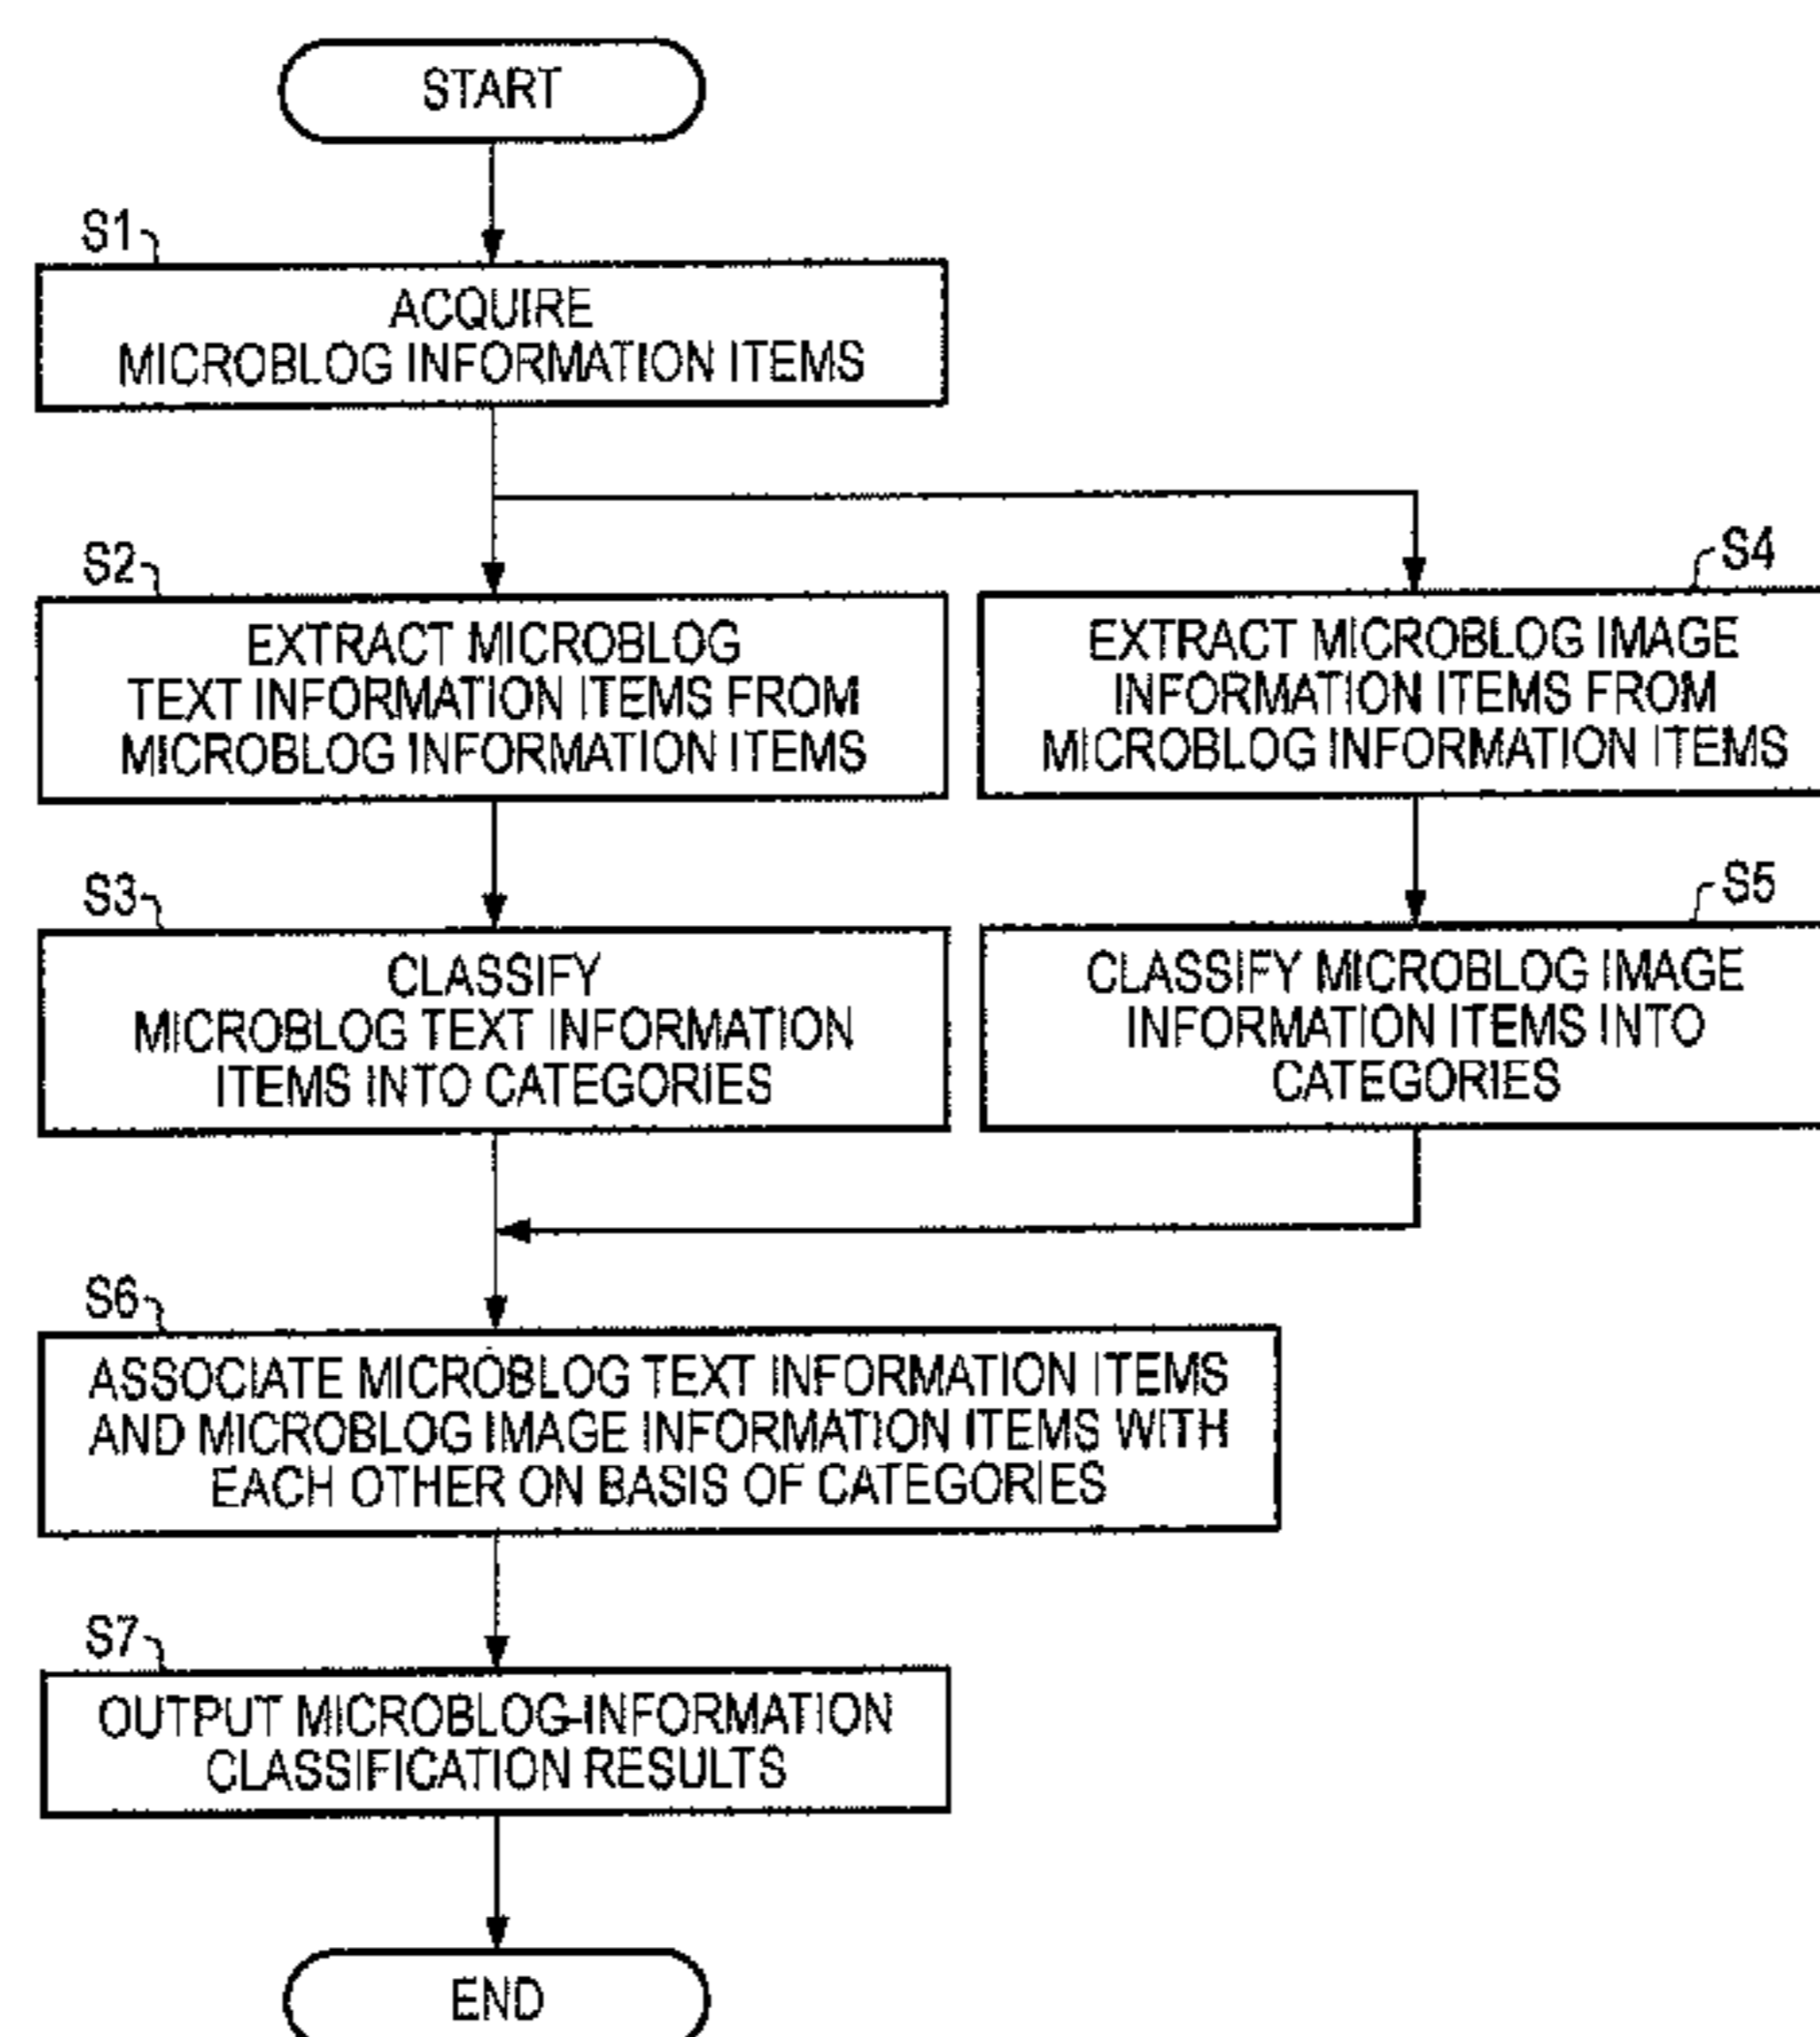 START
S1
ACQUIRE
MICROBLOG INFORMATION ITEMS
S2
EXTRACT MICROBLOG
TEXT INFORMATION ITEMS FROM
MICROBLOG INFORMATION ITEMS
S4
EXTRACT MICROBLOG IMAGE
INFORMATION ITEMS FROM
MICROBLOG INFORMATION ITEMS
S3
CLASSIFY
MICROBLOG TEXT INFORMATION
ITEMS INTO CATEGORIES
S5
CLASSIFY MICROBLOG IMAGE
INFORMATION ITEMS INTO
CATEGORIES
S6
ASSOCIATE MICROBLOG TEXT INFORMATION ITEMS
AND MICROBLOG IMAGE INFORMATION ITEMS WITH
EACH OTHER ON BASIS OF CATEGORIES
S7
OUTPUT MICROBLOG-INFORMATION
CLASSIFICATION RESULTS
END